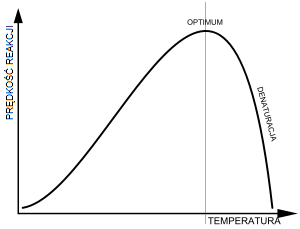 OPTIMUM
PRĘDKOŚĆ REAKCJI
DENATURACJA
TEMPERATURA